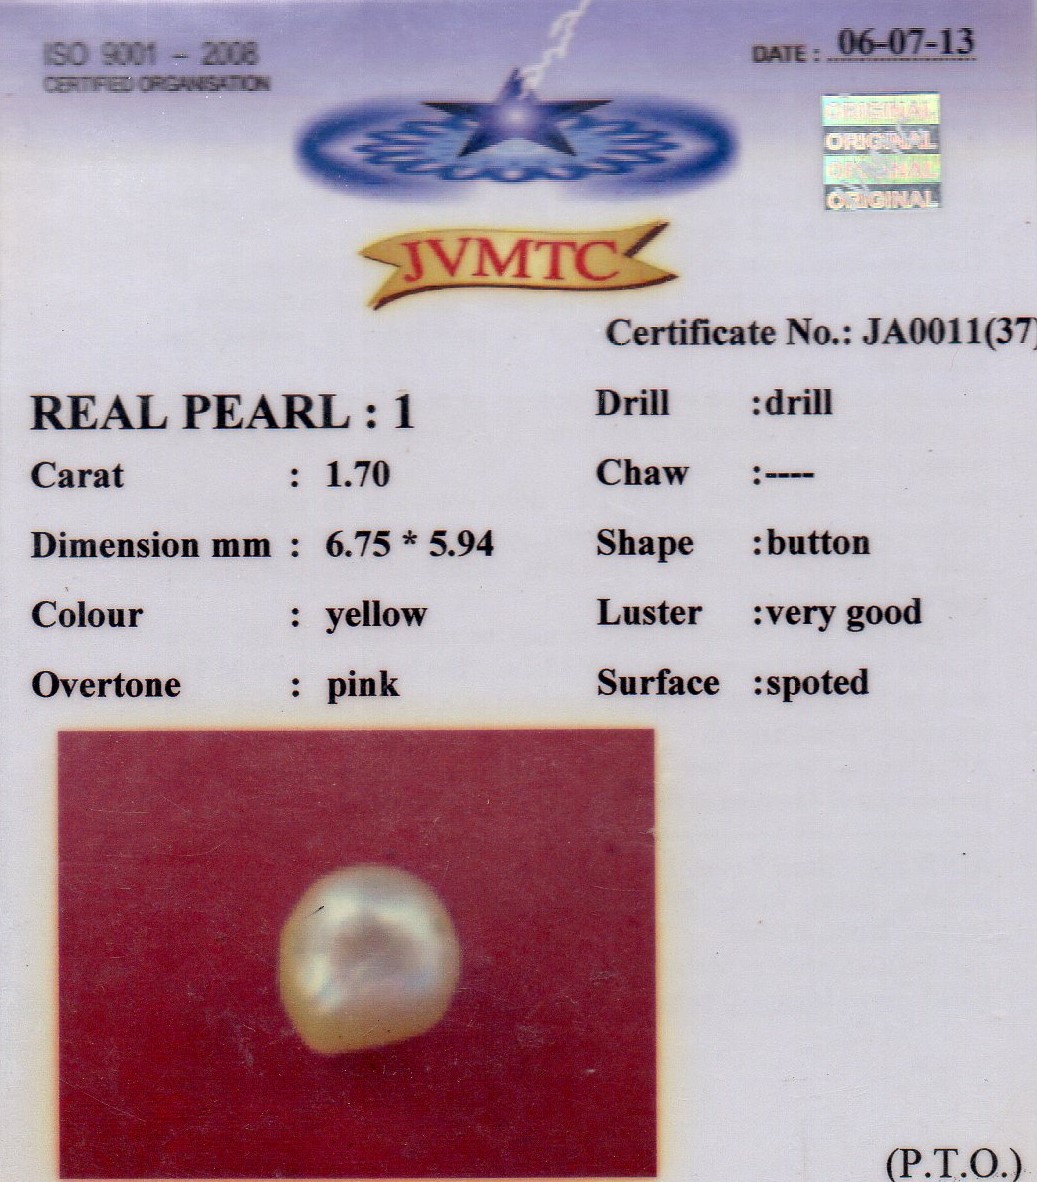 ISO 9001 - 2008
CERTIFIED ORGANISATION
DATE : 06-07-13
ORIGINAL
ORIGINAL
ORIGINAL
ORIGINAL
JVMTC
Certificate No.: JA0011(37)
REAL PEARL : 1
Carat : 1.70
Dimension mm : 6.75 * 5.94
Colour : yellow
Overtone : pink
Drill :drill
Chaw :----
Shape :button
Luster :very good
Surface :spoted
(P.T.O.)